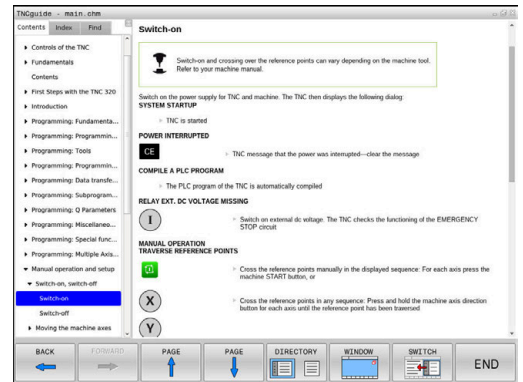 TNCguide - main.chm
Contents Index Find
Controls of the TNC
Fundamentals
Contents
First Steps with the TNC 320
Introduction
Programming: Fundamenta...
Programming: Programmin...
Programming: Tools
Programming: Programmin...
Programming: Data transfe...
Programming: Subprogram...
Programming: Q Parameters
Programming: Miscellaneo...
Programming: Special func...
Programming: Multiple Axis...
Manual operation and setup
Switch-on, switch-off
Switch-on
Switch-off
Moving the machine axes
Switch-on
Switch-on and crossing over the reference points can vary depending on the machine tool.
Refer to your machine manual.
Switch on the power supply for TNC and machine. The TNC then displays the following dialog:
SYSTEM STARTUP
TNC is started
POWER INTERRUPTED
CE
TNC message that the power was interrupted—clear the message
COMPILE A PLC PROGRAM
The PLC program of the TNC is automatically compiled
RELAY EXT. DC VOLTAGE MISSING
I
Switch on external dc voltage. The TNC checks the functioning of the EMERGENCY
STOP circuit
MANUAL OPERATION
TRAVERSE REFERENCE POINTS
Cross the reference points manually in the displayed sequence: For each axis press the
machine START button, or
X
Cross the reference points in any sequence: Press and hold the machine axis direction
button for each axis until the reference point has been traversed
Y
BACK FORWARD PAGE PAGE DIRECTORY WINDOW SWITCH END